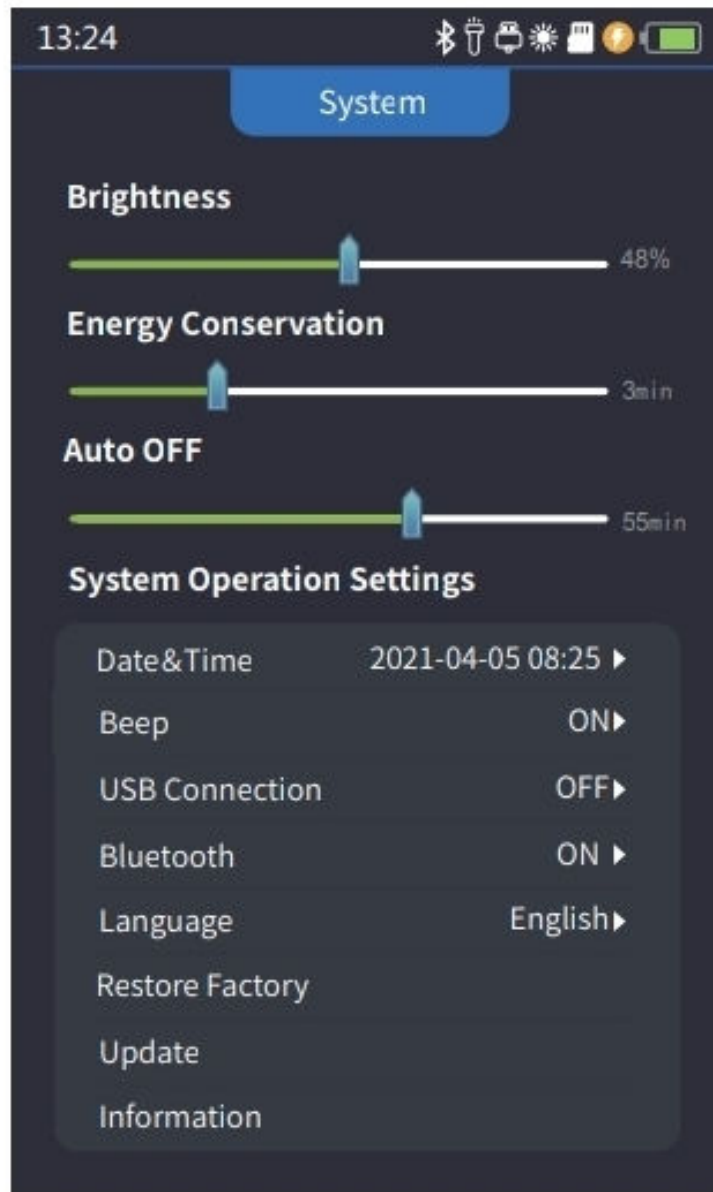 13:24
System
Brightness
48%
Energy Conservation
3min
Auto OFF
55min
System Operation Settings
Date&Time 2021-04-05 08:25
Beep ON
USB Connection OFF
Bluetooth ON
Language English
Restore Factory
Update
Information